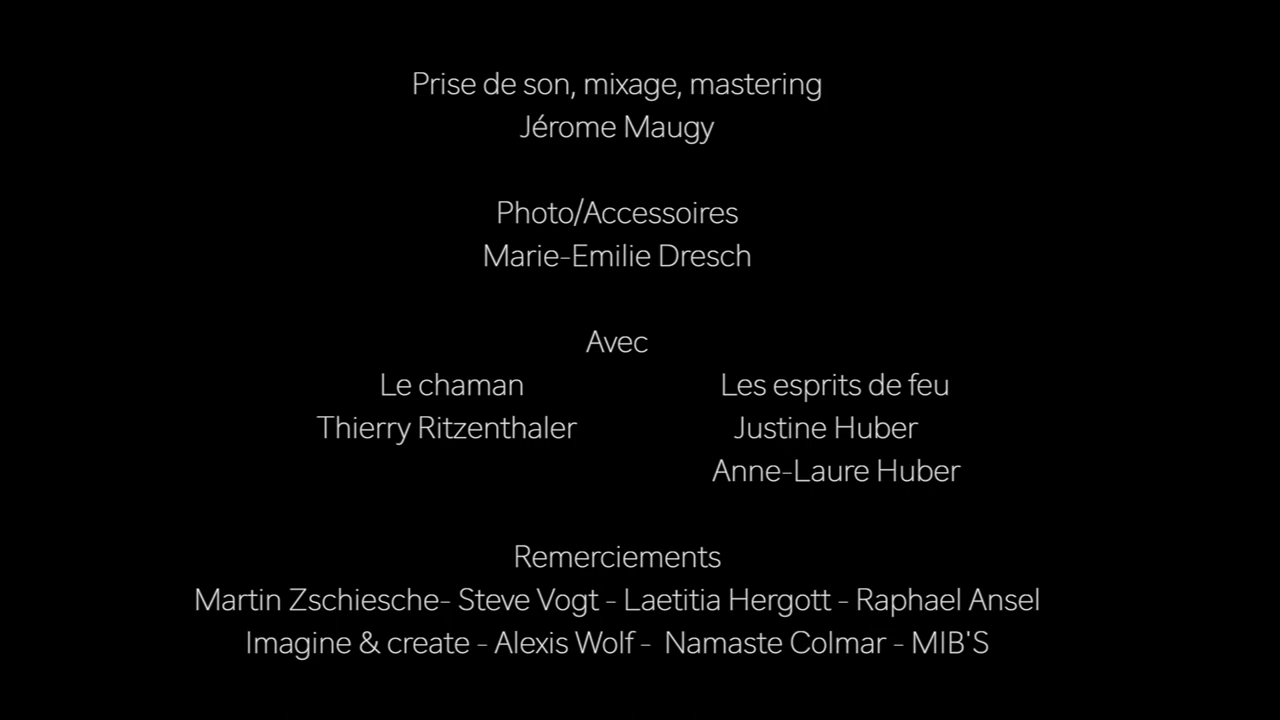 Prise de son, mixage, mastering
Jérome Maugy
Photo/Accessoires
Marie-Emilie Dresch
Avec
Le chaman Les esprits de feu
Thierry Ritzenthaler Justine Huber
Anne-Laure Huber
Remerciements
Martin Zschiesche- Steve Vogt - Laetitia Hergott - Raphael Ansel
Imagine & create - Alexis Wolf - Namaste Colmar - MIB'S